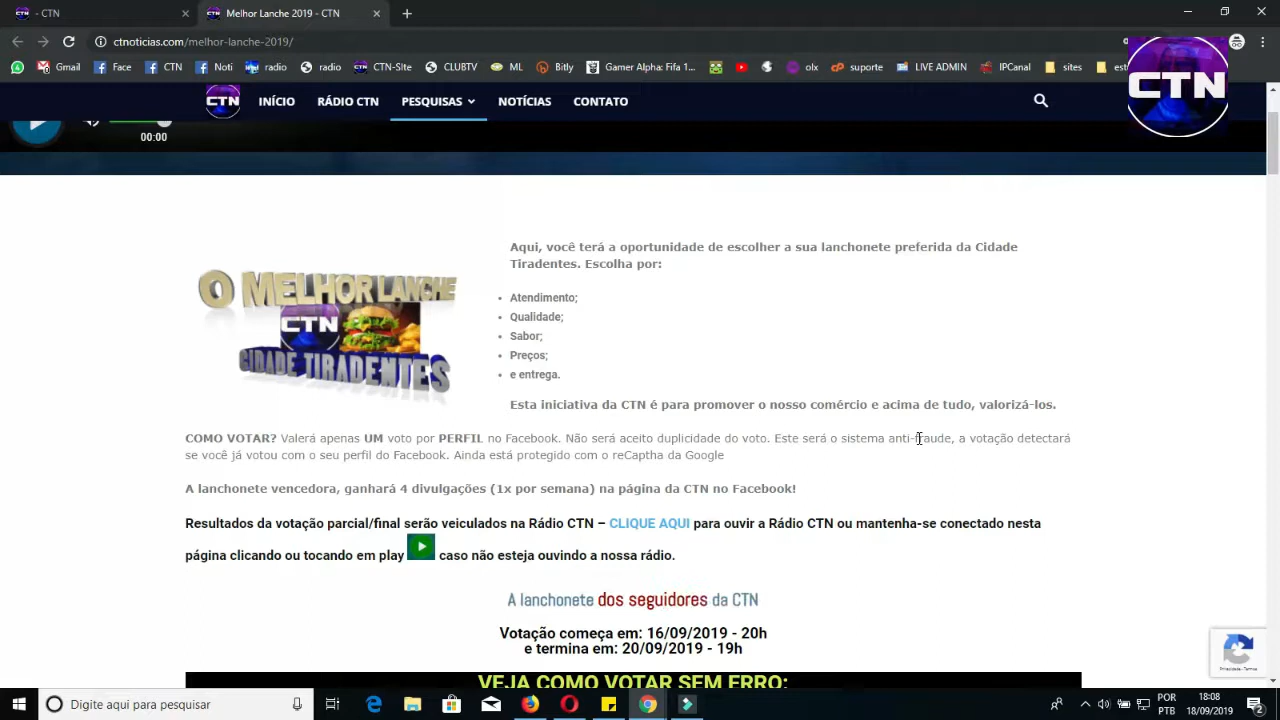 - CTN
Melhor Lanche 2019 - CTN
ctnoticias.com/melhor-lanche-2019/
Gmail
Face
CTN
Noti
radio
radio
CTN-Site
CLUBTV
ML
Bitly
Gamer Alpha: Fifa 1...
olx
suporte
LIVE ADMIN
IPCanal
sites
CTN
CTN INÍCIO RÁDIO CTN PESQUISAS NOTÍCIAS CONTATO
00:00
Aqui, você terá a oportunidade de escolher a sua lanchonete preferida da Cidade
Tiradentes. Escolha por:
O MELHOR LANCHE
CTN
CIDADE TIRADENTES
• Atendimento;
• Qualidade;
• Sabor;
• Preços;
• e entrega.
Esta iniciativa da CTN é para promover o nosso comércio e acima de tudo, valorizá-los.
COMO VOTAR? Valerá apenas UM voto por PERFIL no Facebook. Não será aceito duplicidade do voto. Este será o sistema anti-fraude, a votação detectará
se você já votou com o seu perfil do Facebook. Ainda está protegido com o reCaptha da Google
A lanchonete vencedora, ganhará 4 divulgações (1x por semana) na página da CTN no Facebook!
Resultados da votação parcial/final serão veiculados na Rádio CTN – CLIQUE AQUI para ouvir a Rádio CTN ou mantenha-se conectado nesta
página clicando ou tocando em play caso não esteja ouvindo a nossa rádio.
A lanchonete dos seguidores da CTN
Votação começa em: 16/09/2019 - 20h
e termina em: 20/09/2019 - 19h
VEJA COMO VOTAR SEM ERRO:
Privacidade - Termos
Digite aqui para pesquisar
POR
PTB
18:08
18/09/2019
2